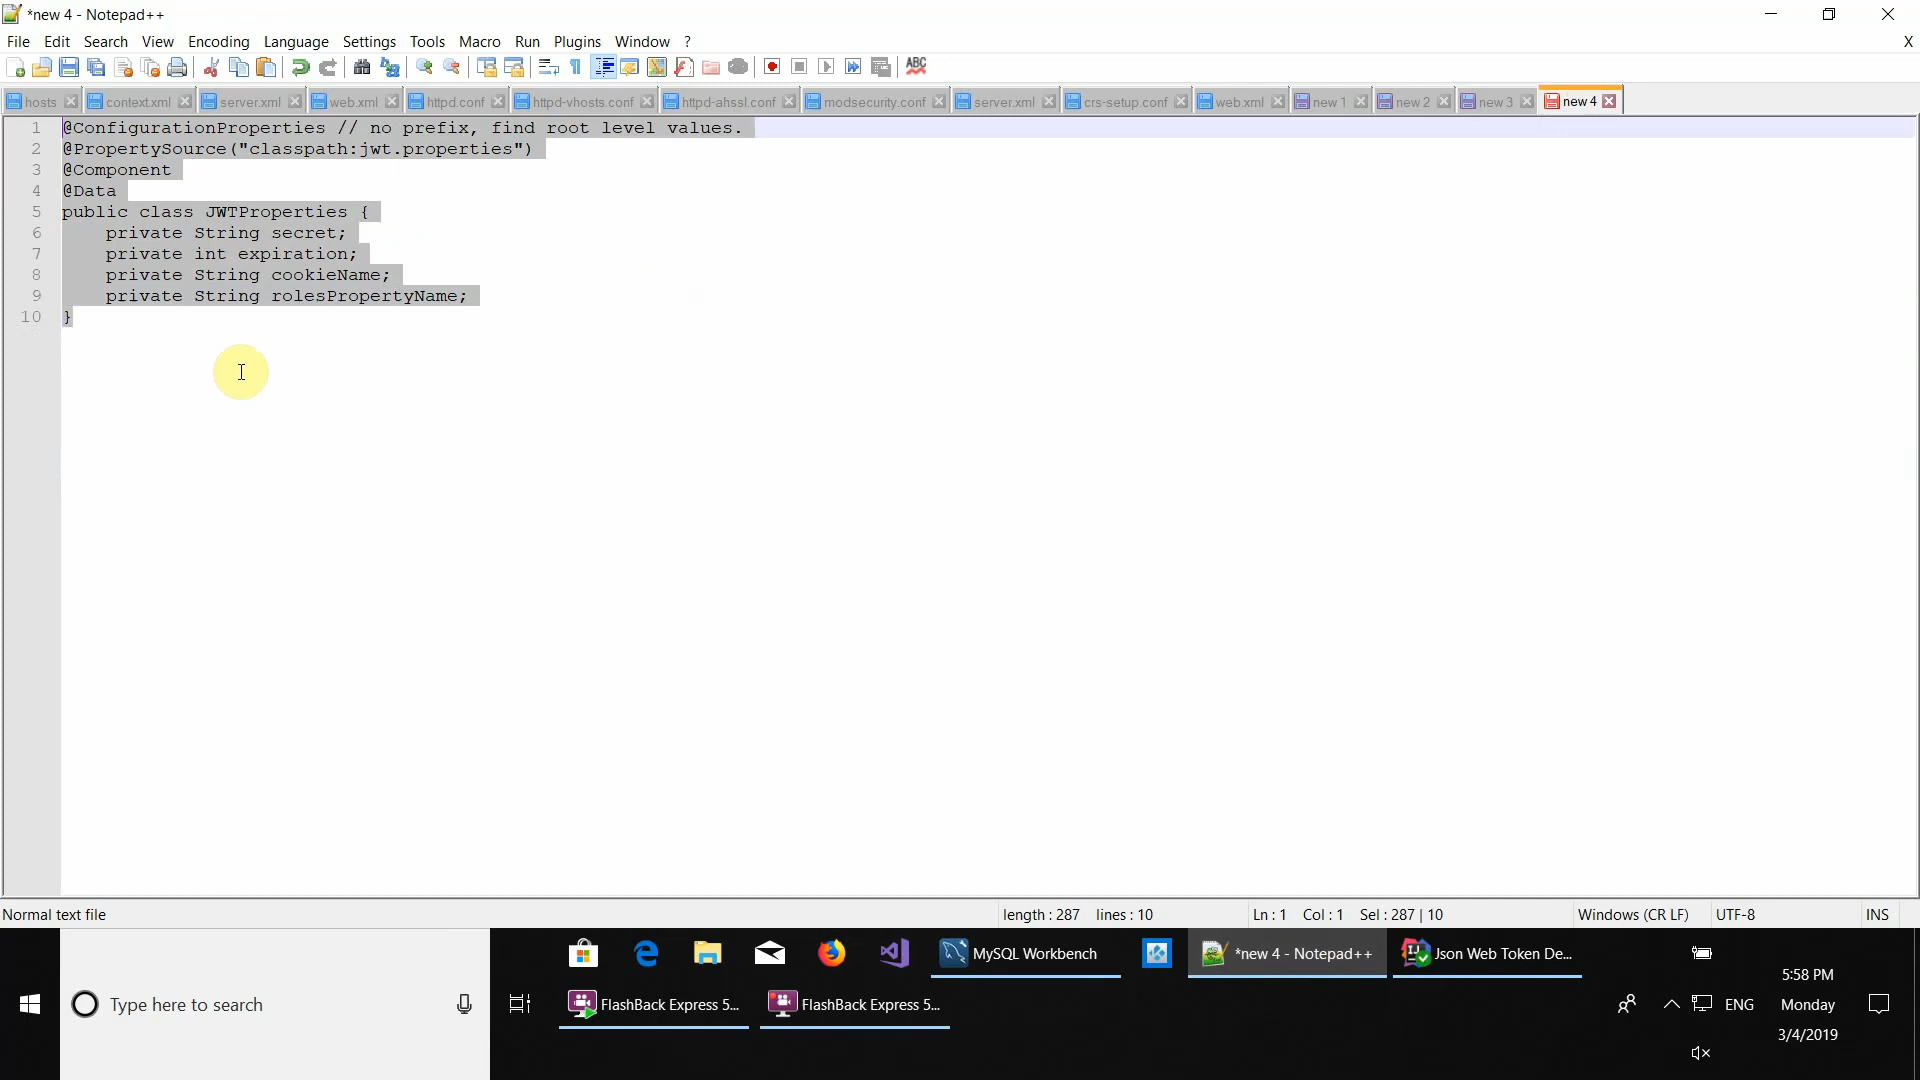 *new 4 - Notepad++
File Edit Search View Encoding Language Settings Tools Macro Run Plugins Window ? X
hosts context.xml server.xml web.xml httpd.conf httpd-vhosts.conf httpd-ahssl.conf modsecurity.conf server.xml crs-setup.conf web.xml new 1 new 2 new 3 new 4
1 @ConfigurationProperties // no prefix, find root level values.
2 @PropertySource("classpath:jwt.properties")
3 @Component
4 @Data
5 public class JWTProperties {
6 private String secret;
7 private int expiration;
8 private String cookieName;
9 private String rolesPropertyName;
10 }
Normal text file length : 287 lines : 10 Ln : 1 Col : 1 Sel : 287 | 10 Windows (CR LF) UTF-8 INS
MySQL Workbench *new 4 - Notepad++ Json Web Token De...
Type here to search FlashBack Express 5... FlashBack Express 5... ENG
5:58 PM
Monday
3/4/2019
ABC